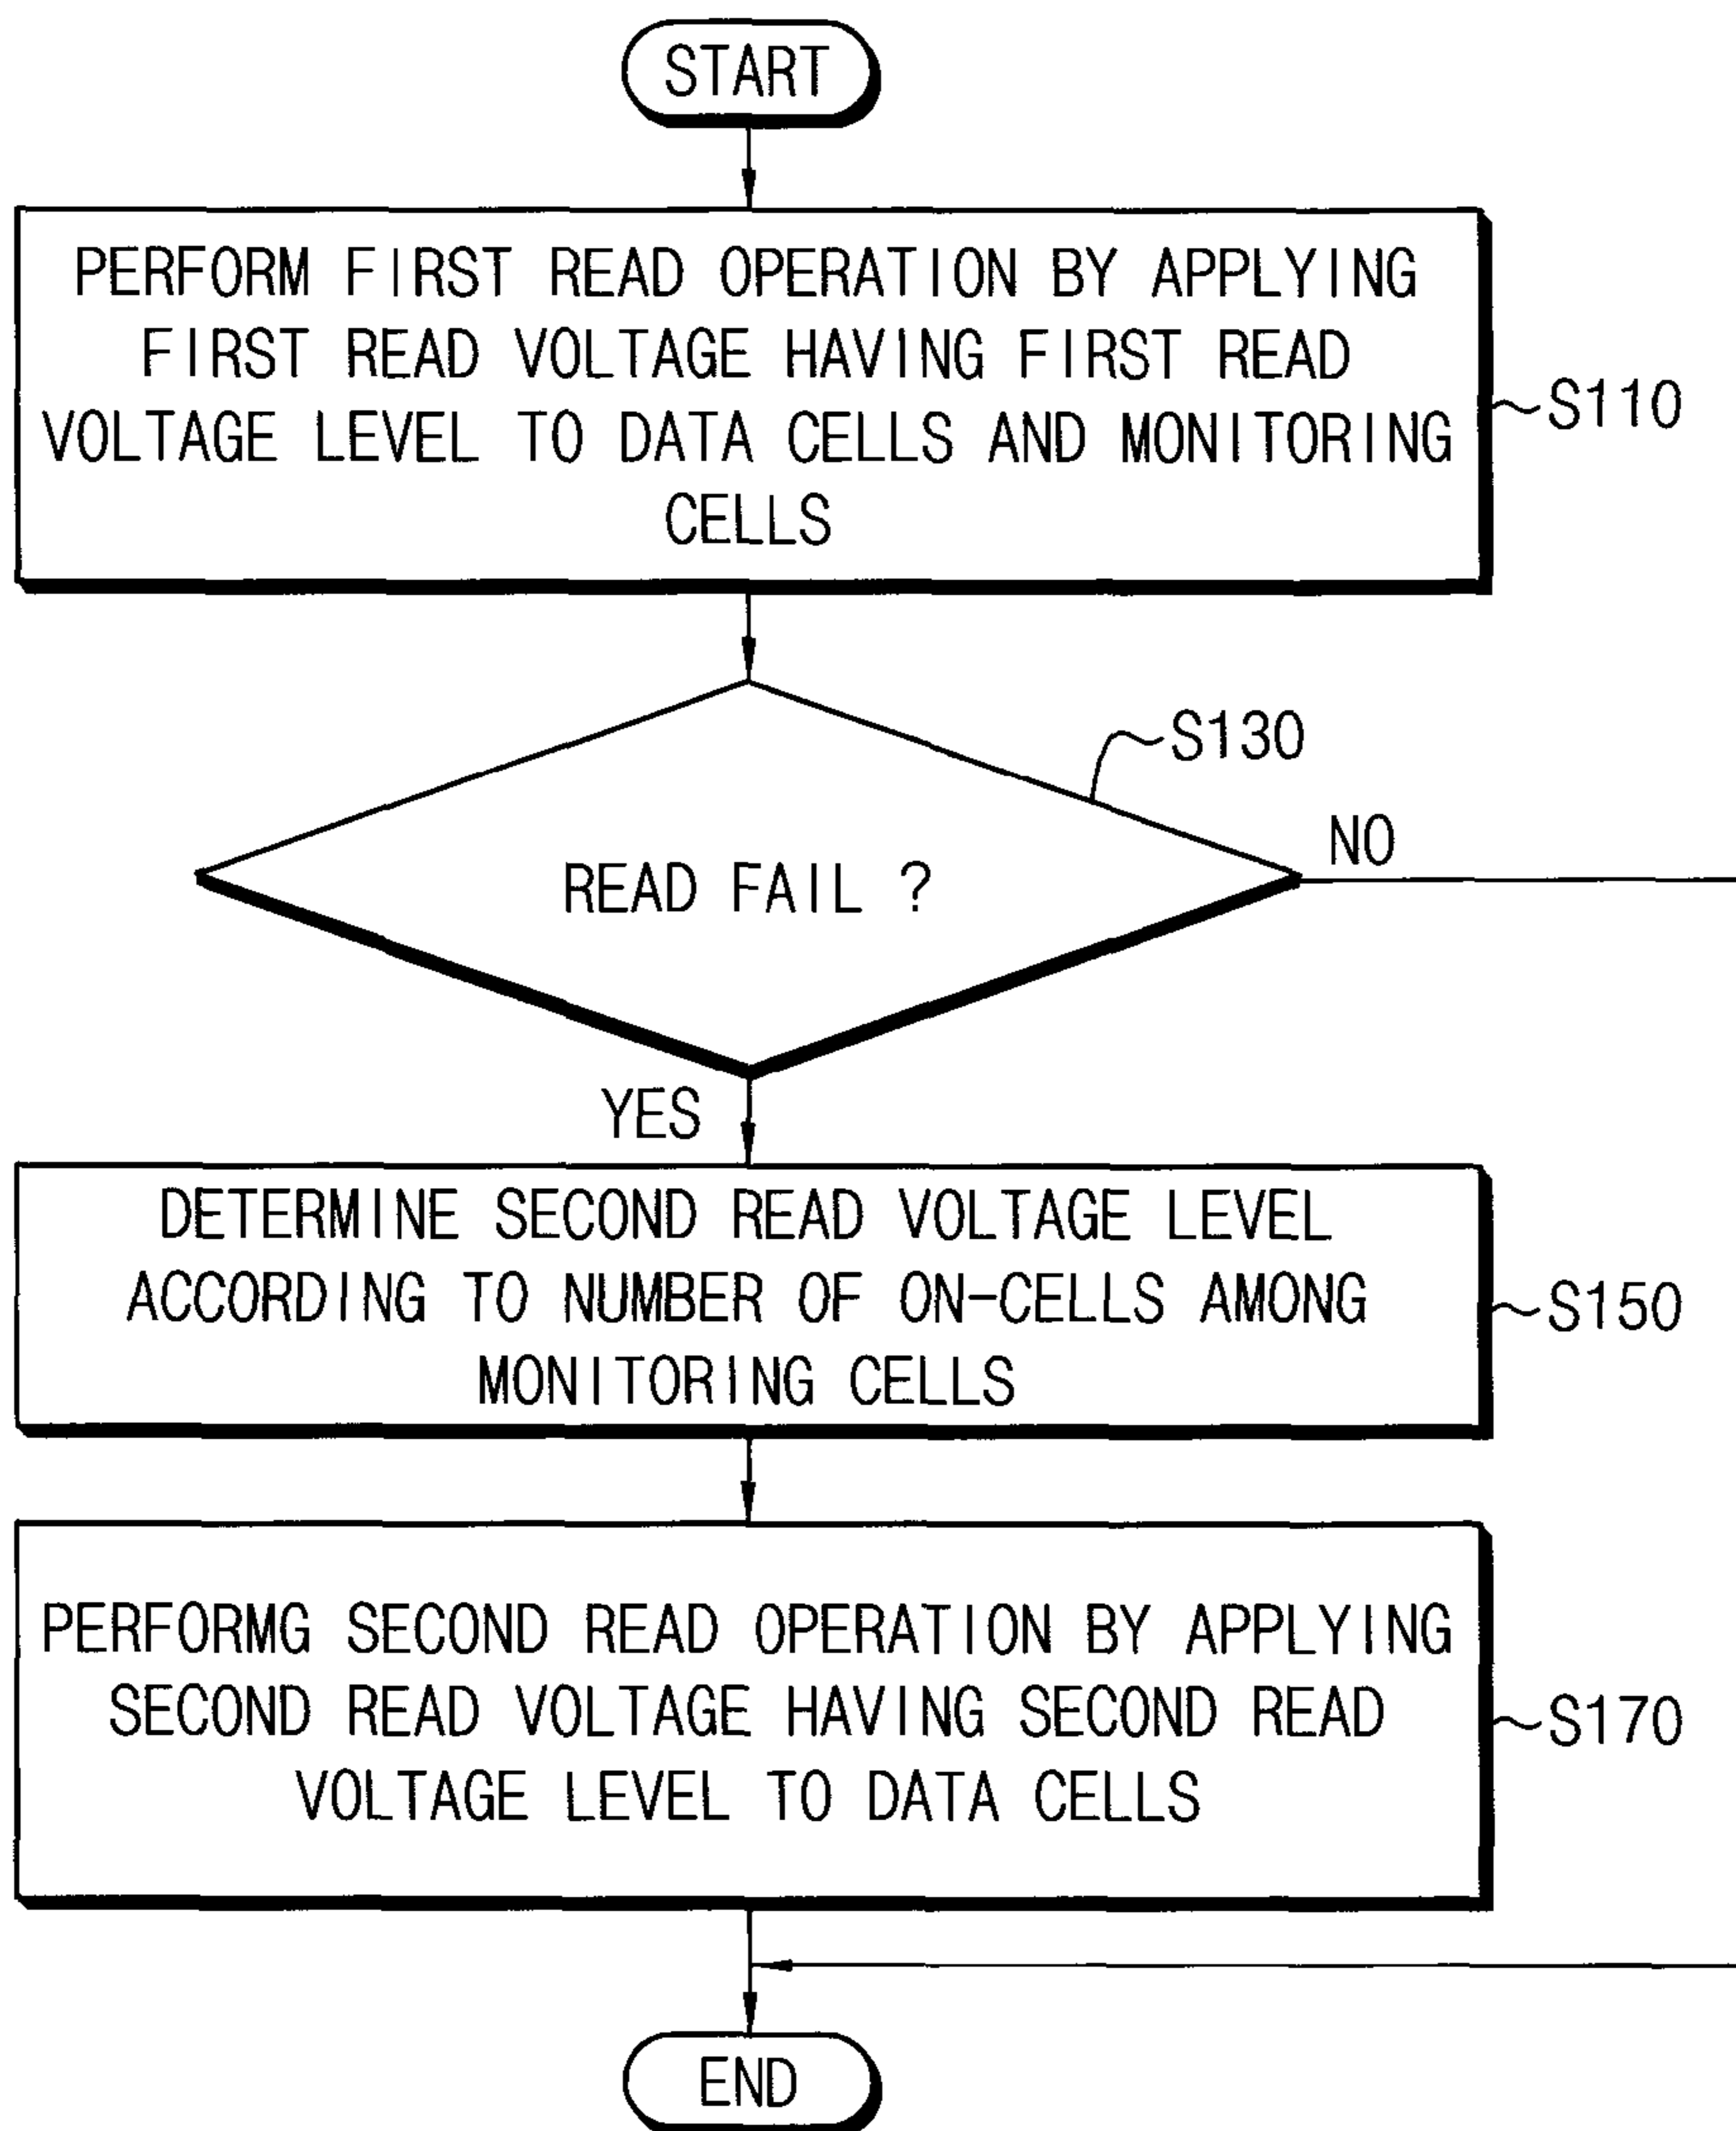 START
PERFORM FIRST READ OPERATION BY APPLYING
FIRST READ VOLTAGE HAVING FIRST READ
VOLTAGE LEVEL TO DATA CELLS AND MONITORING
CELLS
S110
S130
READ FAIL ?
NO
YES
DETERMINE SECOND READ VOLTAGE LEVEL
ACCORDING TO NUMBER OF ON-CELLS AMONG
MONITORING CELLS
S150
PERFORMG SECOND READ OPERATION BY APPLYING
SECOND READ VOLTAGE HAVING SECOND READ
VOLTAGE LEVEL TO DATA CELLS
S170
END